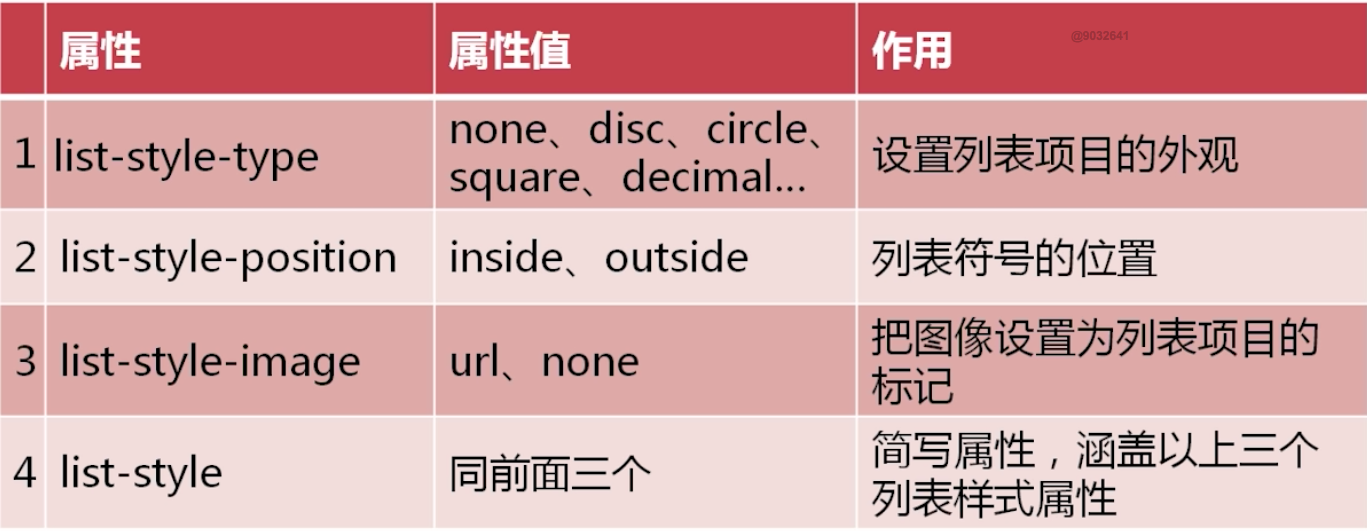 属性 属性值 作用 @9032641
1 list-style-type none、disc、circle、 square、decimal... 设置列表项目的外观
2 list-style-position inside、outside 列表符号的位置
3 list-style-image url、none 把图像设置为列表项目的 标记
4 list-style 同前面三个 简写属性，涵盖以上三个 列表样式属性